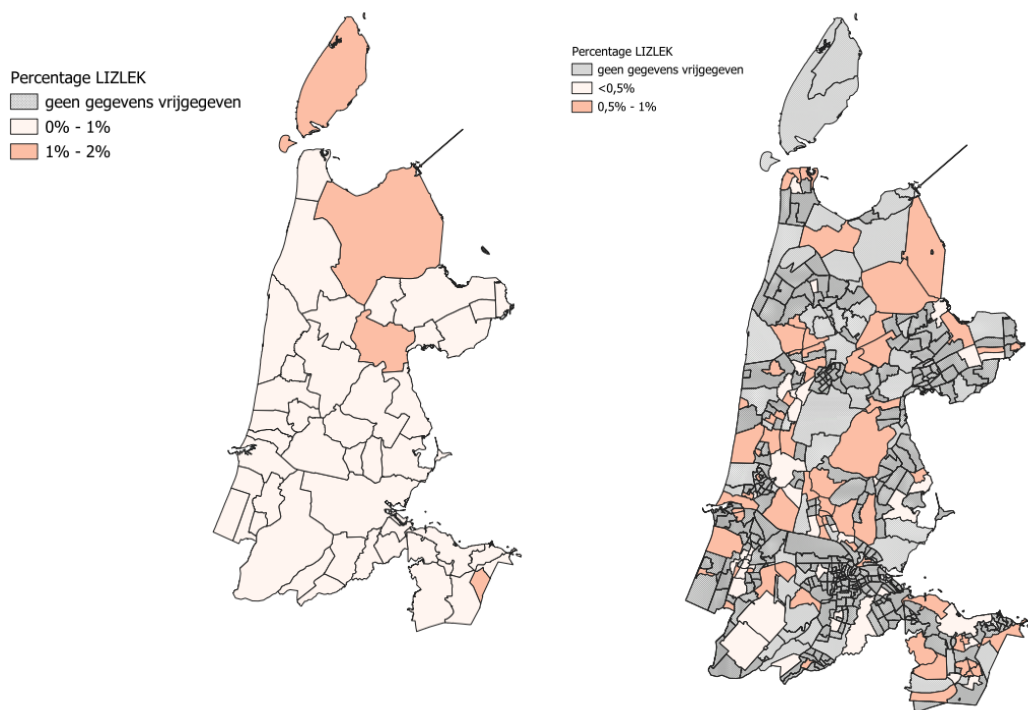 Percentage LIZLEK
geen gegevens vrijgegeven
0% - 1%
1% - 2%
Percentage LIZLEK
geen gegevens vrijgegeven
<0,5%
0,5% - 1%